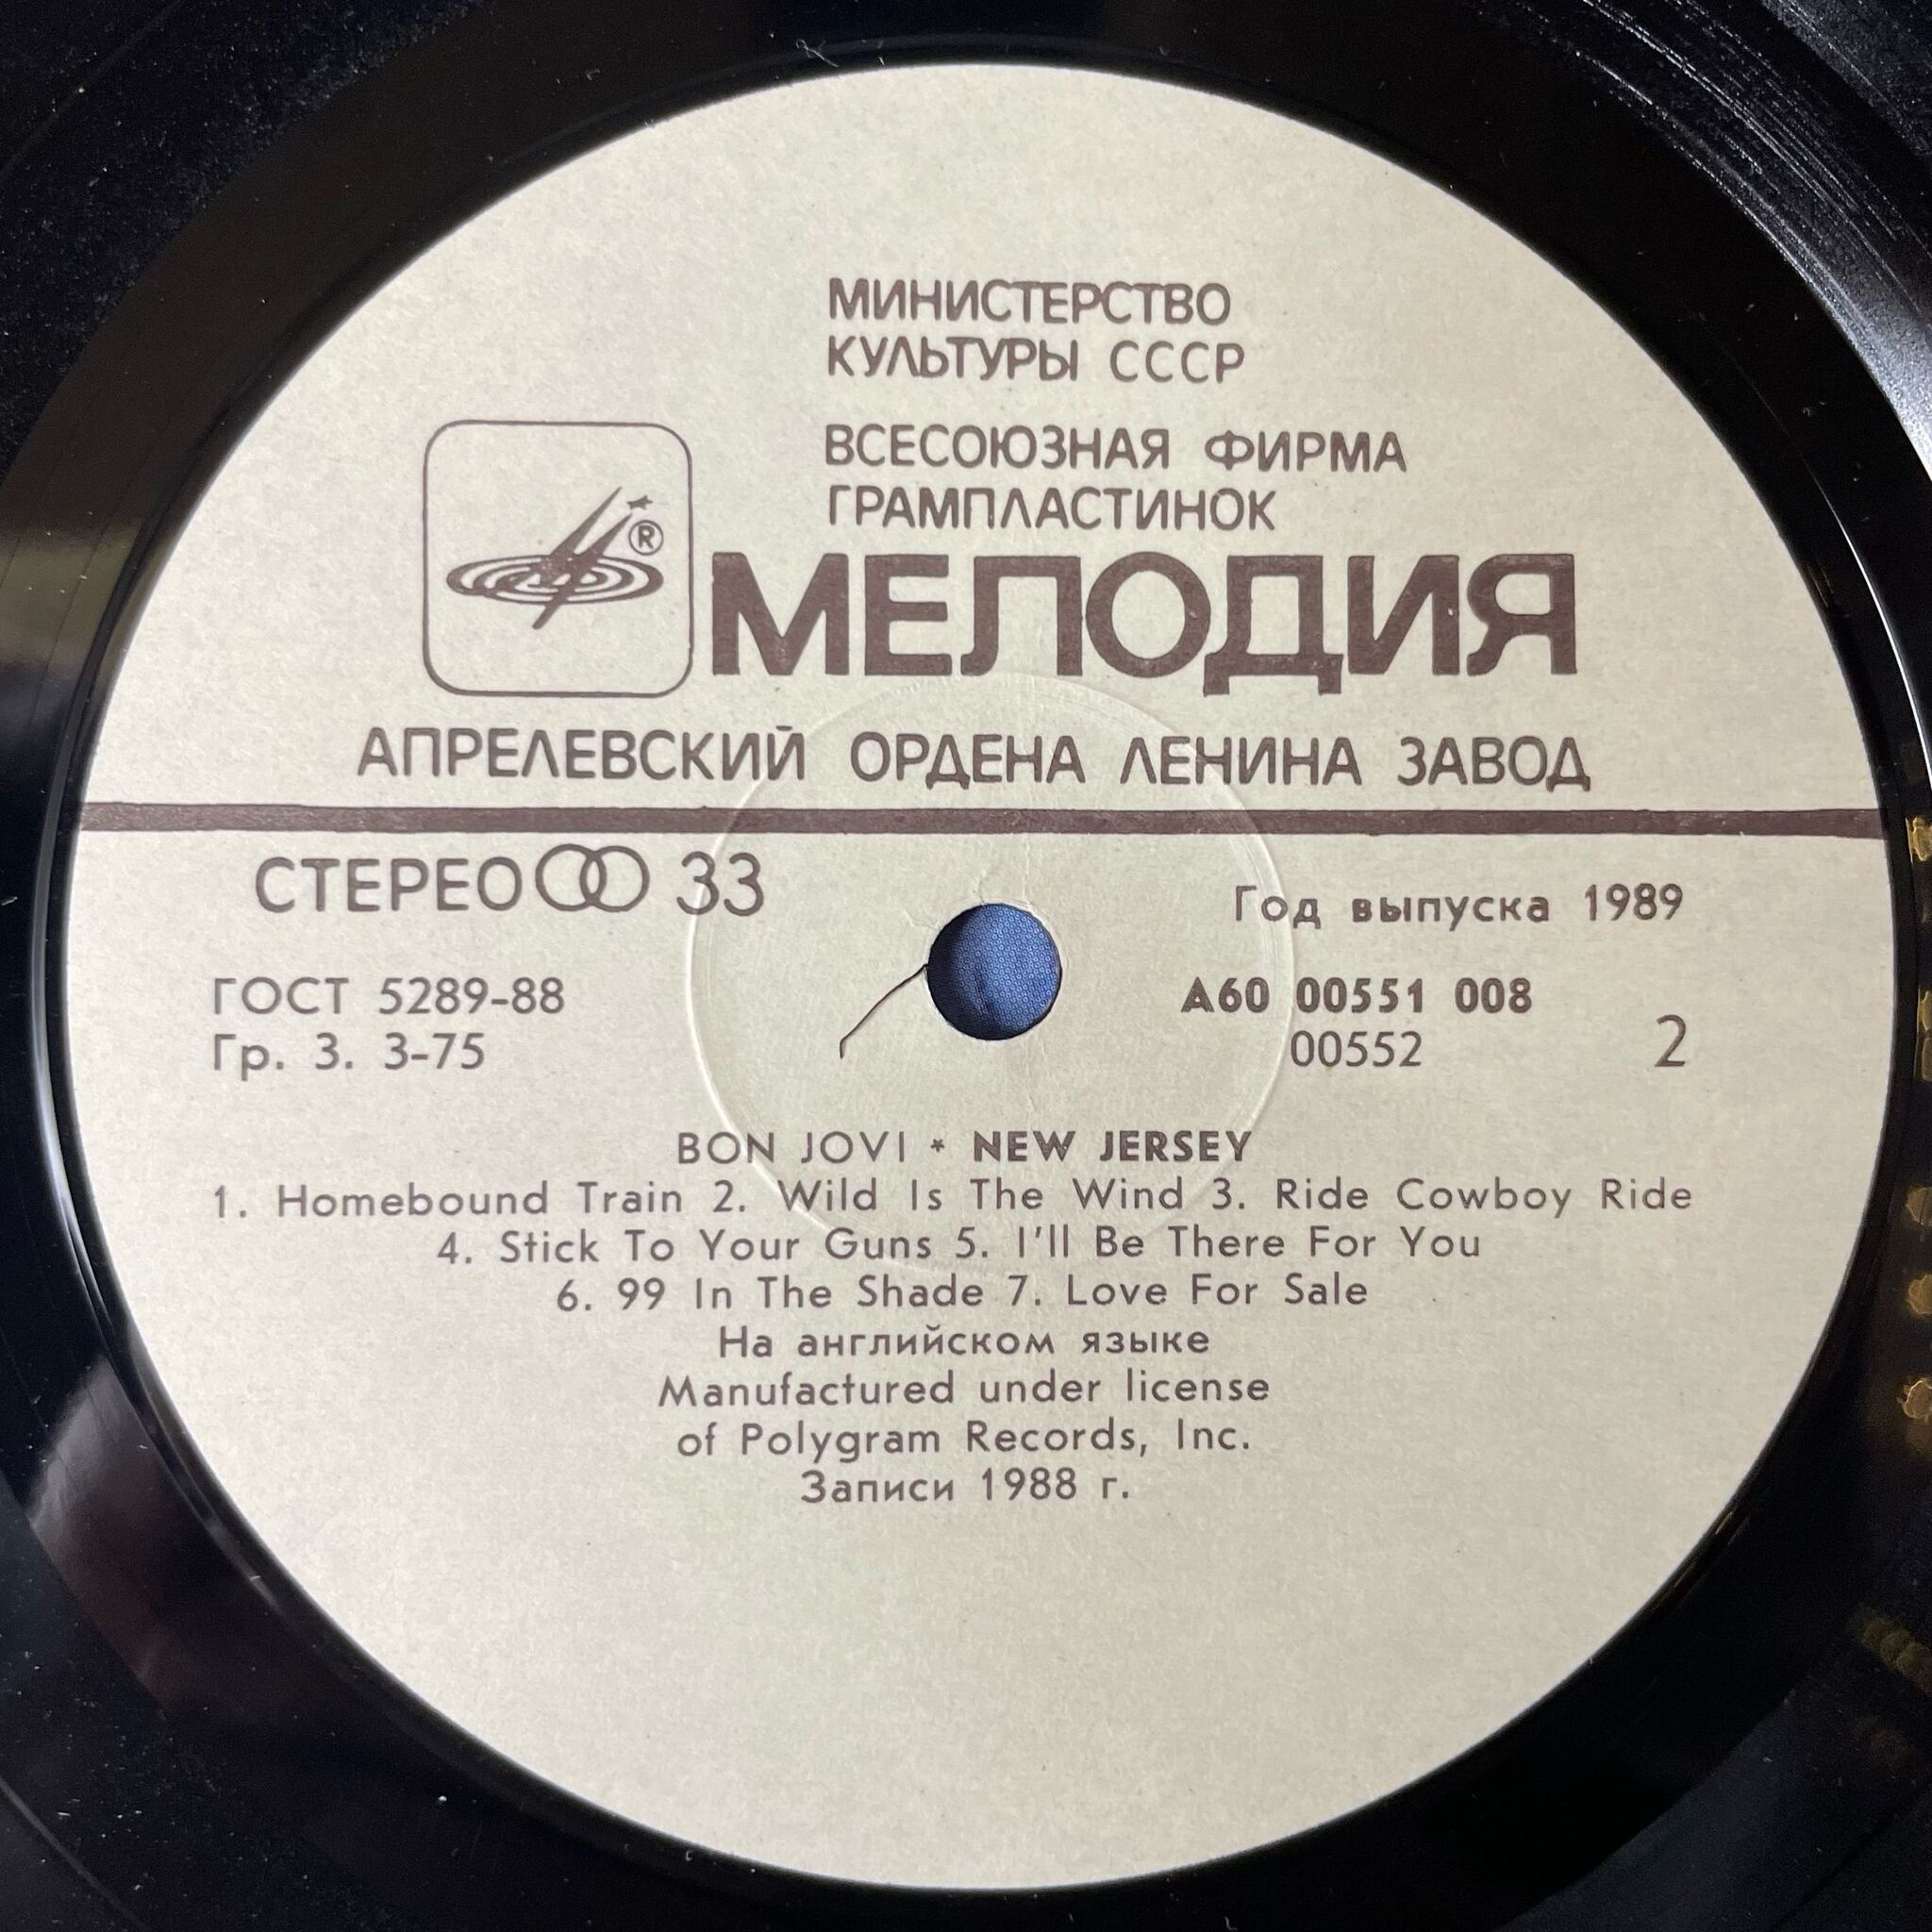 МИНИСТЕРСТВО
КУЛЬТУРЫ СССР
ВСЕСОЮЗНАЯ ФИРМА
ГРАМПЛАСТИНОК
®
МЕЛОДИЯ
АПРЕЛЕВСКИЙ ОРДЕНА ЛЕНИНА ЗАВОД
СТЕРЕО 33
Год выпуска 1989
ГОСТ 5289-88
Гр. 3. 3-75
А60 00551 008
00552
2
BON JOVI * NEW JERSEY
1. Homebound Train 2. Wild Is The Wind 3. Ride Cowboy Ride
4. Stick To Your Guns 5. I'll Be There For You
6. 99 In The Shade 7. Love For Sale
На английском языке
Manufactured under license
of Polygram Records, Inc.
Записи 1988 г.